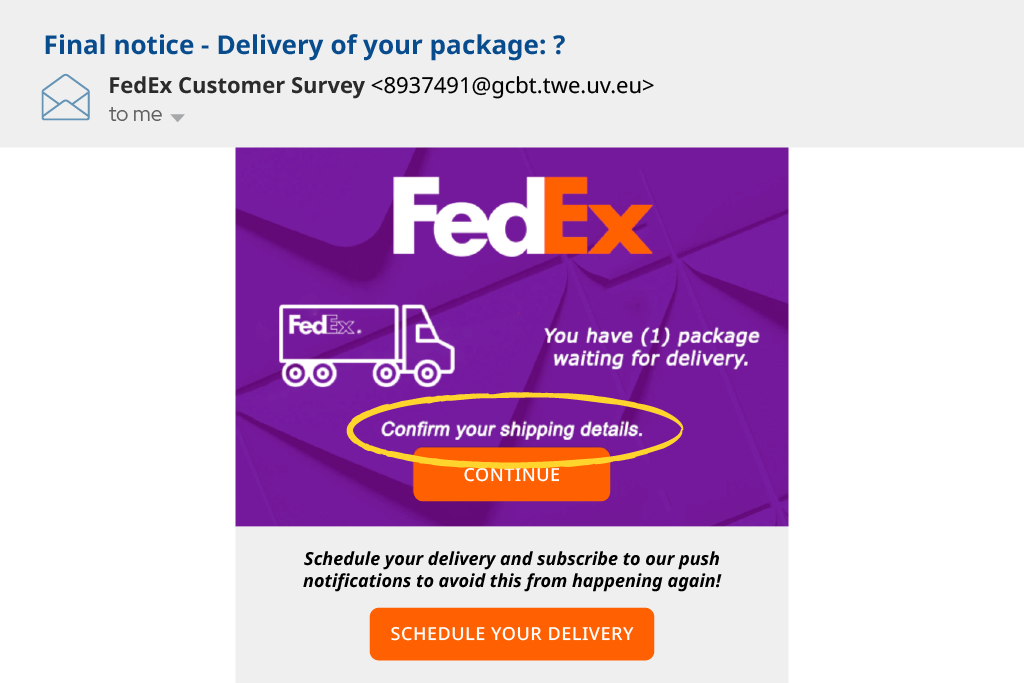 Final notice - Delivery of your package: ?
FedEx Customer Survey <8937491@gcbt.twe.uv.eu>
to me
FedEx
FedEx.
You have (1) package
waiting for delivery.
Confirm your shipping details.
CONTINUE
Schedule your delivery and subscribe to our push
notifications to avoid this from happening again!
SCHEDULE YOUR DELIVERY